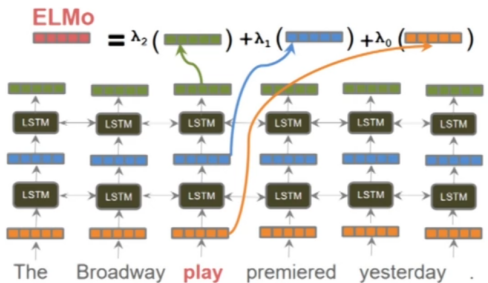 ELMo
= λ₂ ( ) + λ₁ ( ) + λ₀ ( )
LSTM LSTM LSTM LSTM LSTM LSTM
LSTM LSTM LSTM LSTM LSTM LSTM
The Broadway play premiered yesterday .